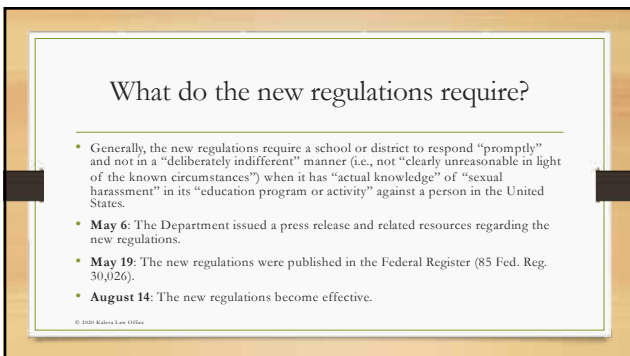 What do the new regulations require?
• Generally, the new regulations require a school or district to respond “promptly”
and not in a “deliberately indifferent” manner (i.e., not “clearly unreasonable in light
of the known circumstances”) when it has “actual knowledge” of “sexual
harassment” in its “education program or activity” against a person in the United
States.
• May 6: The Department issued a press release and related resources regarding the
new regulations.
• May 19: The new regulations were published in the Federal Register (85 Fed. Reg.
30,026).
• August 14: The new regulations become effective.
© 2020 Kaleva Law Office